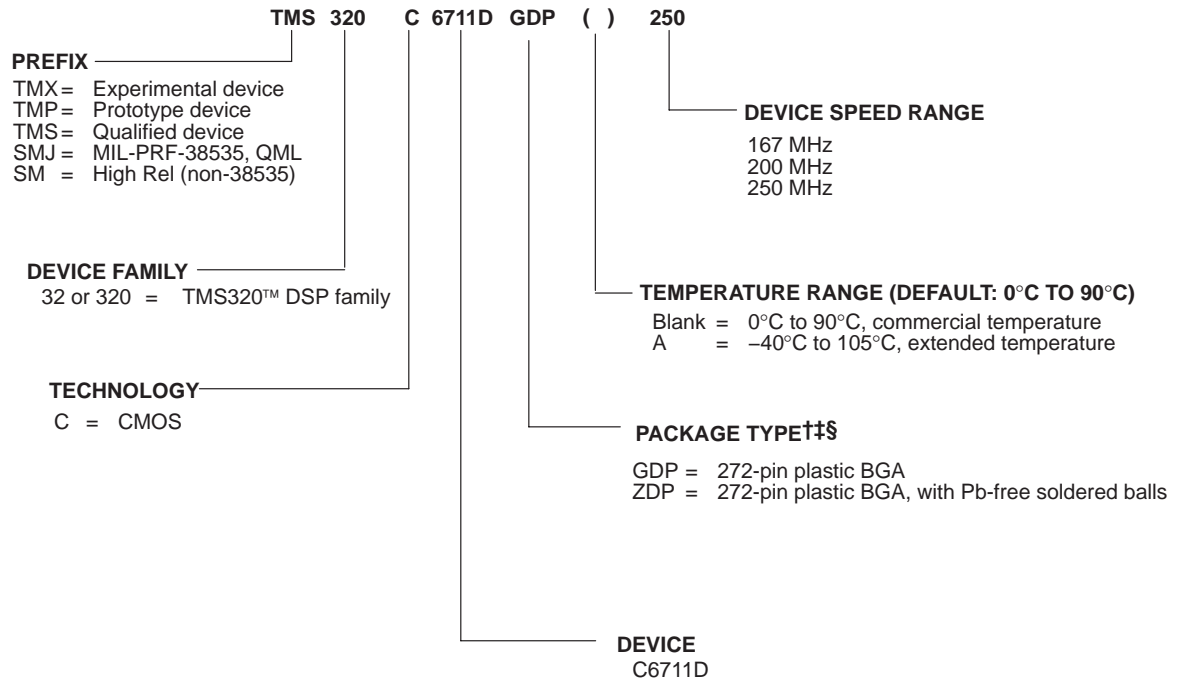 TMS 320 C 6711D GDP ( ) 250
PREFIX
TMX = Experimental device
TMP = Prototype device
TMS = Qualified device
SMJ = MIL-PRF-38535, QML
SM = High Rel (non-38535)
DEVICE SPEED RANGE
167 MHz
200 MHz
250 MHz
DEVICE FAMILY
32 or 320 = TMS320™ DSP family
TEMPERATURE RANGE (DEFAULT: 0°C TO 90°C)
Blank = 0°C to 90°C, commercial temperature
A = −40°C to 105°C, extended temperature
TECHNOLOGY
C = CMOS
PACKAGE TYPE†‡§
GDP = 272-pin plastic BGA
ZDP = 272-pin plastic BGA, with Pb-free soldered balls
DEVICE
C6711D